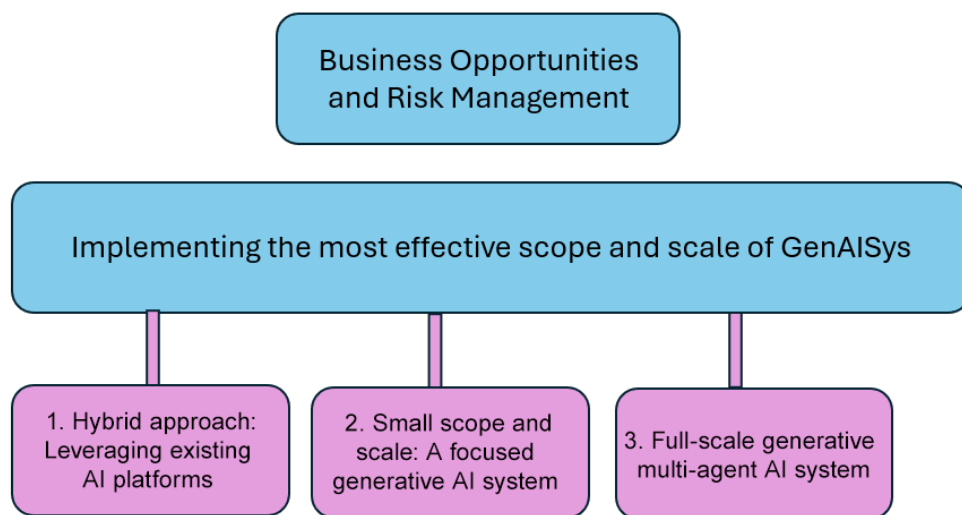 Business Opportunities
and Risk Management
Implementing the most effective scope and scale of GenAISys
1. Hybrid approach:
Leveraging existing
AI platforms
2. Small scope and
scale: A focused
generative AI system
3. Full-scale generative
multi-agent AI system